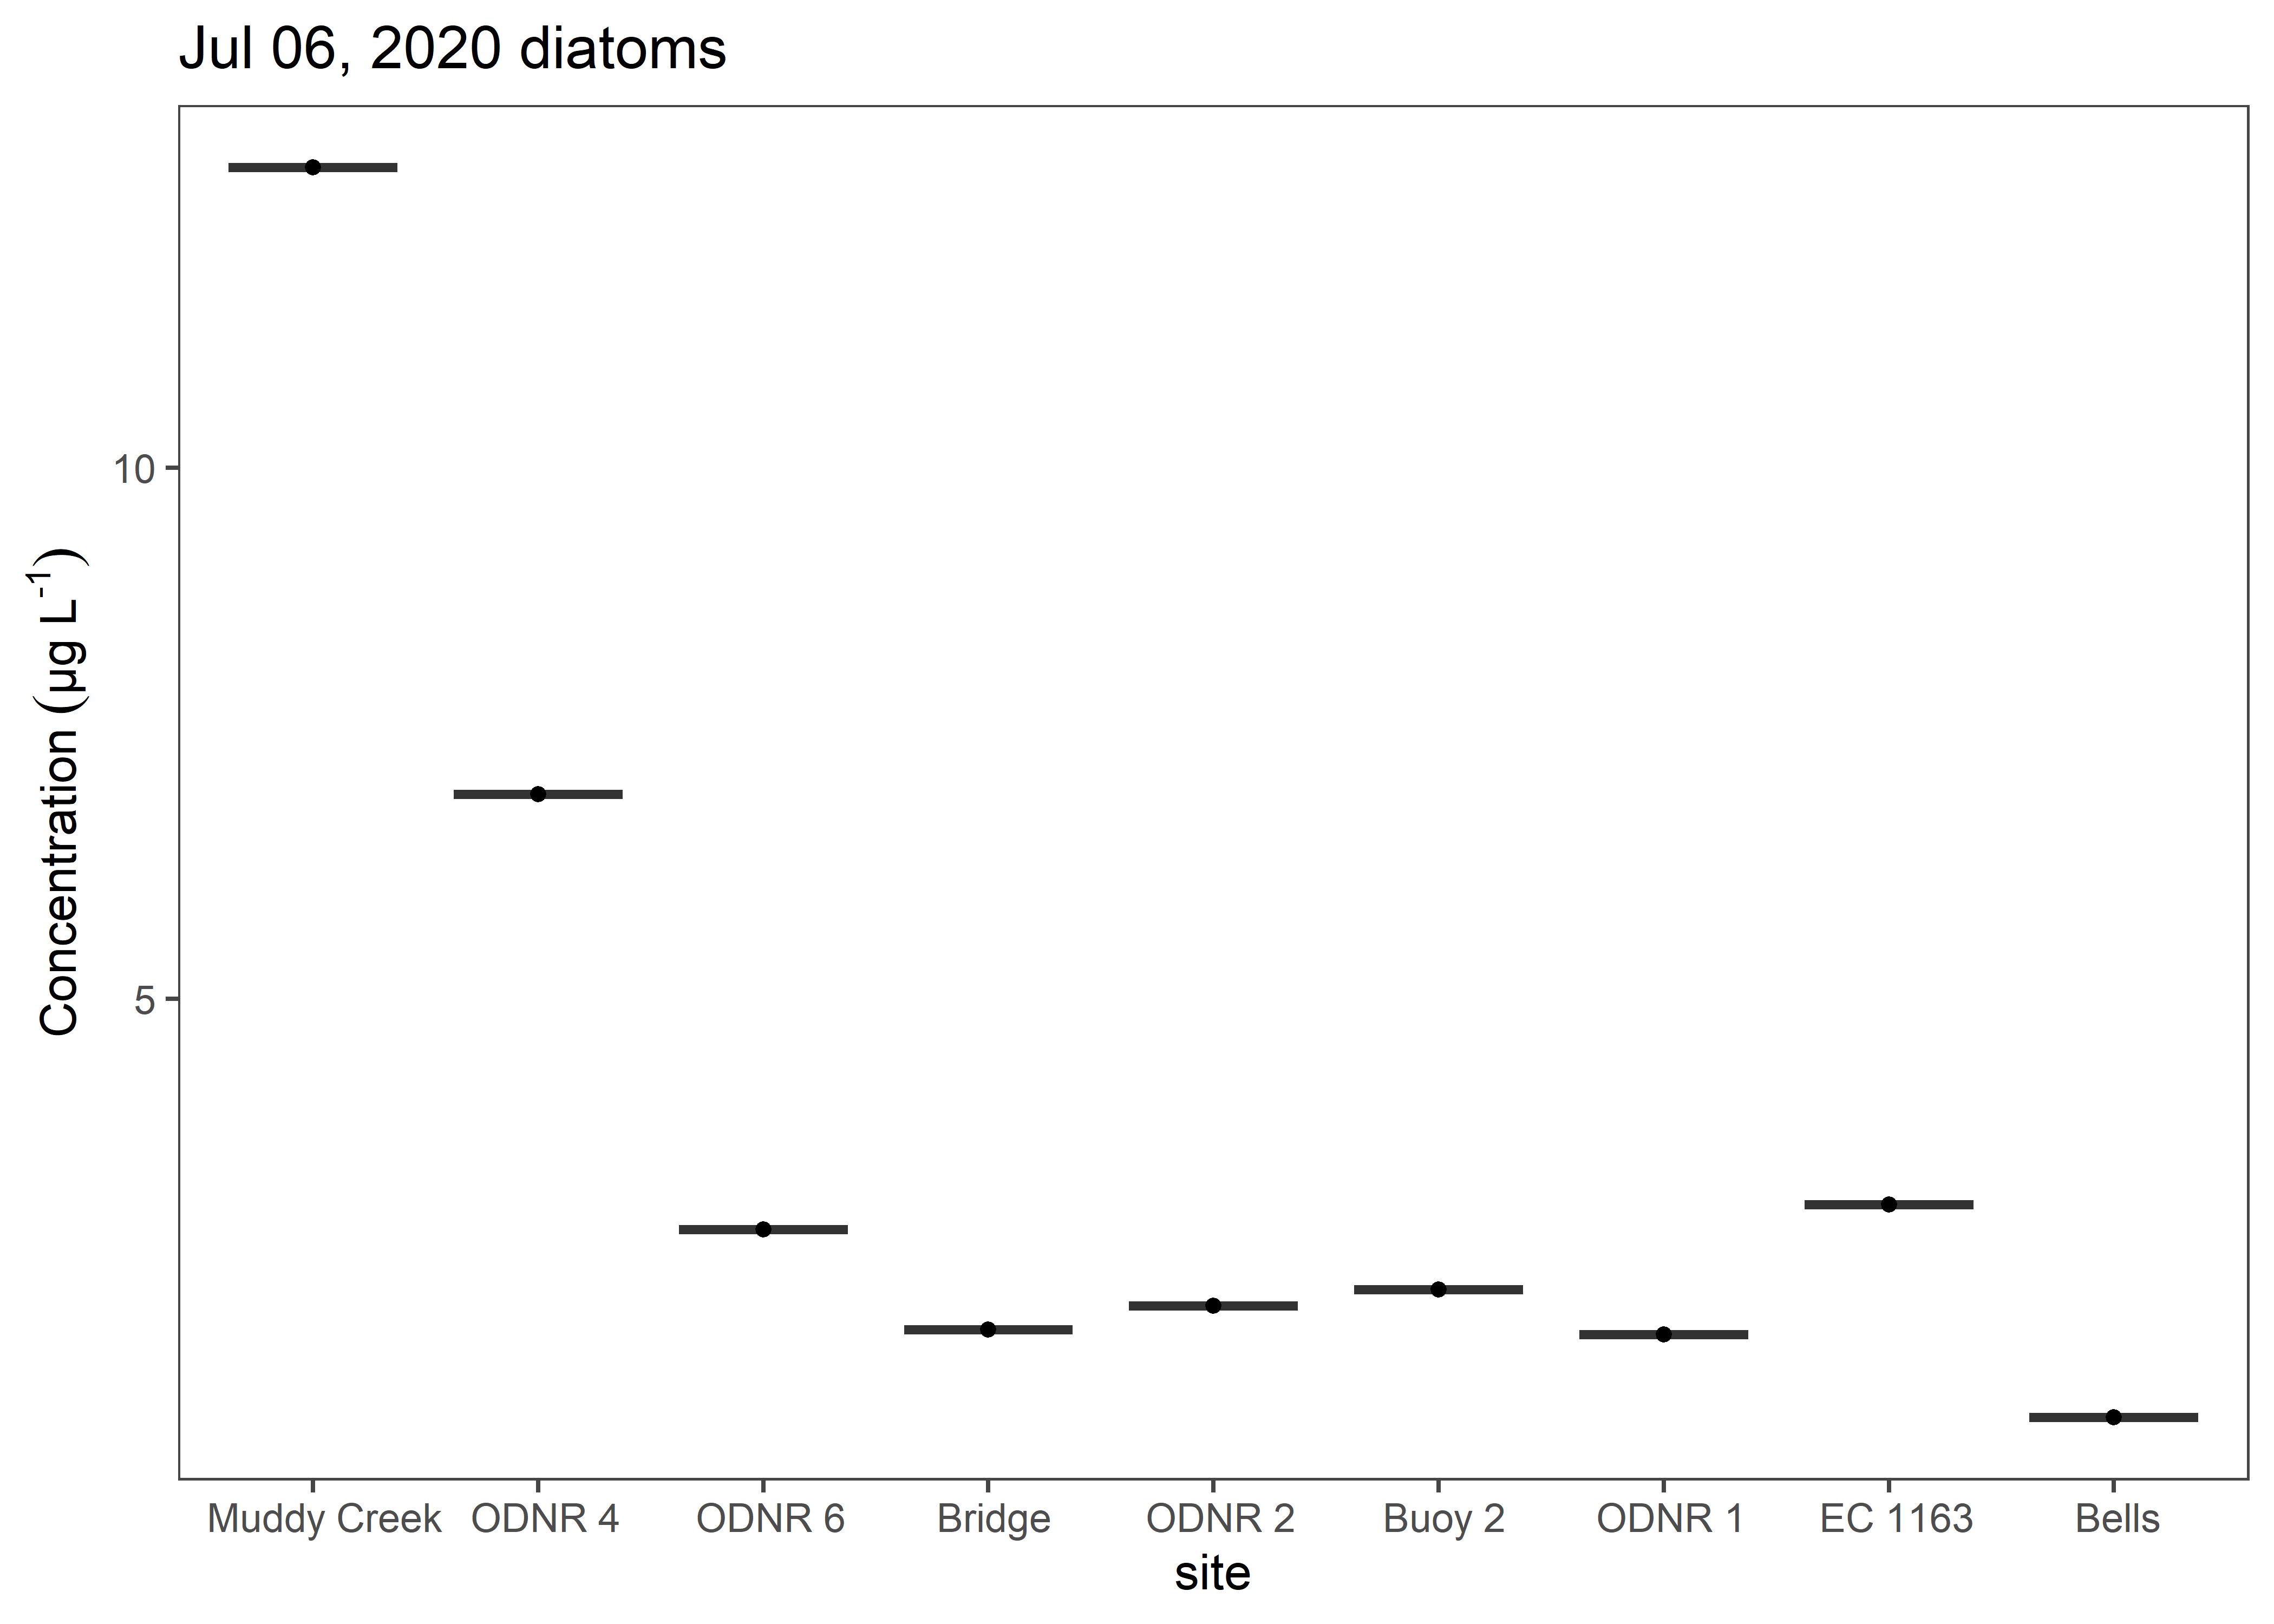 Jul 06, 2020 diatoms
10
5
Concentration (µg L⁻¹)
Muddy Creek ODNR 4 ODNR 6 Bridge ODNR 2 Buoy 2 ODNR 1 EC 1163 Bells
site